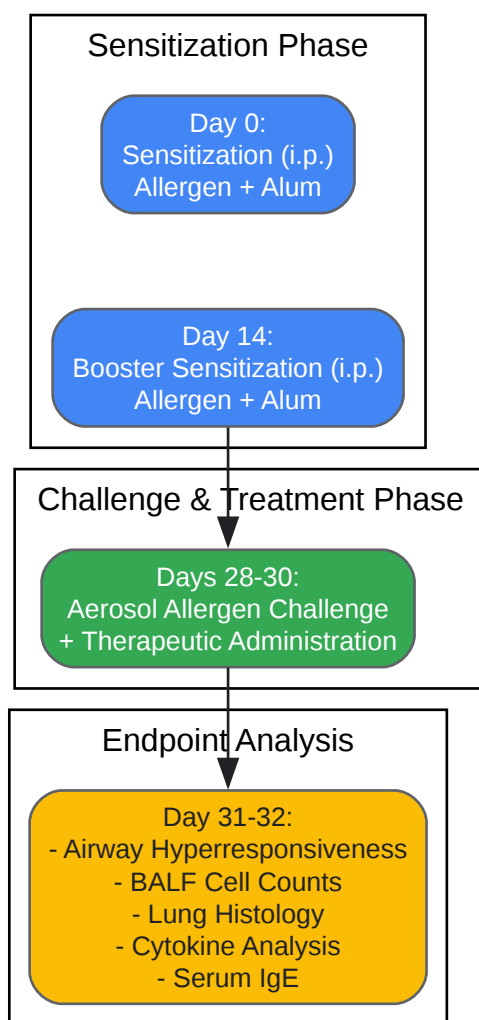 Sensitization Phase
Day 0:
Sensitization (i.p.)
Allergen + Alum
Day 14:
Booster Sensitization (i.p.)
Allergen + Alum
Challenge & Treatment Phase
Days 28-30:
Aerosol Allergen Challenge
+ Therapeutic Administration
Endpoint Analysis
Day 31-32:
- Airway Hyperresponsiveness
- BALF Cell Counts
- Lung Histology
- Cytokine Analysis
- Serum IgE